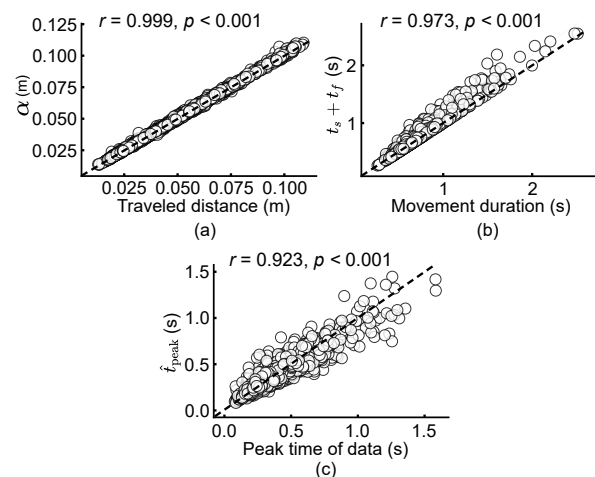 r = 0.999, p < 0.001
0.125
0.100
0.075
0.050
0.025
α (m)
0.025 0.050 0.075 0.100
Traveled distance (m)
(a)
r = 0.973, p < 0.001
2
1
t_s + t_f (s)
1 2
Movement duration (s)
(b)
r = 0.923, p < 0.001
1.5
1.0
0.5
0.0
t̂_peak (s)
0.0 0.5 1.0 1.5
Peak time of data (s)
(c)